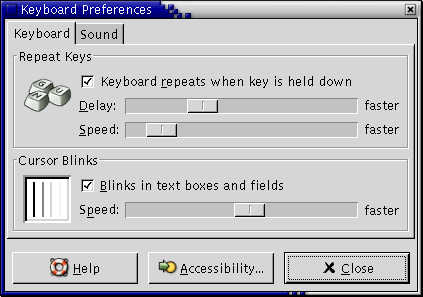 Keyboard Preferences
Keyboard Sound
Repeat Keys
G U N
Keyboard repeats when key is held down
Delay: faster
Speed: faster
Cursor Blinks
Blinks in text boxes and fields
Speed: faster
Help Accessibility... Close